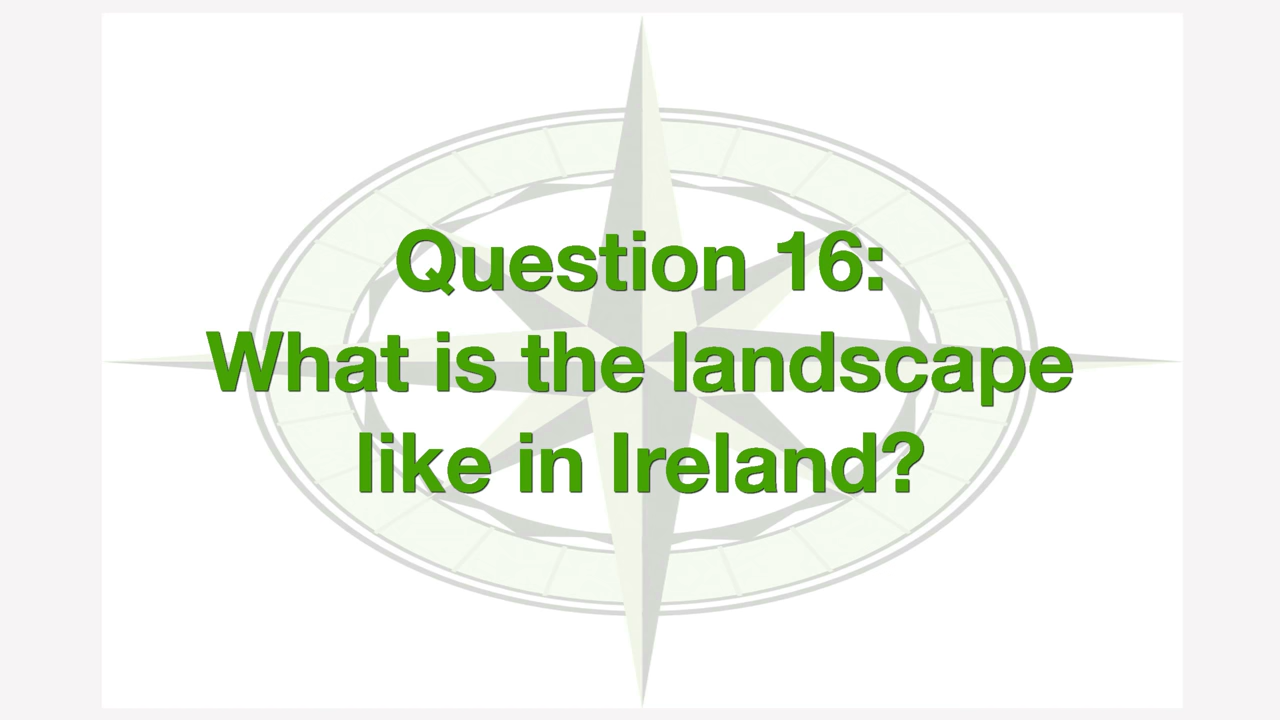 Question 16:
What is the landscape
like in Ireland?